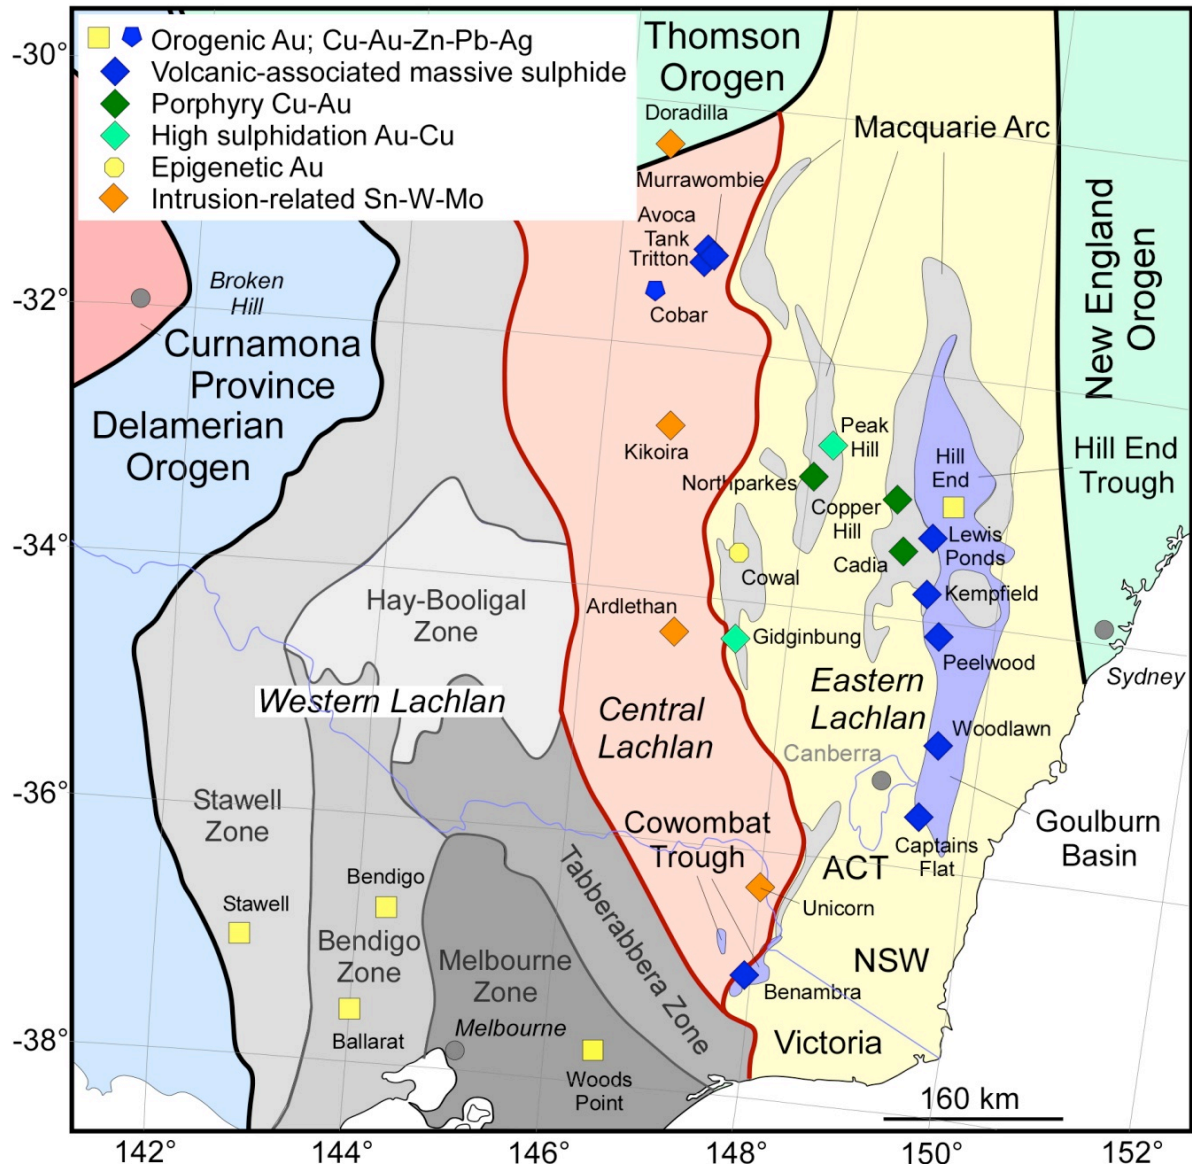 -30°
-32°
-34°
-36°
-38°
Orogenic Au; Cu-Au-Zn-Pb-Ag
Volcanic-associated massive sulphide
Porphyry Cu-Au
High sulphidation Au-Cu
Epigenetic Au
Intrusion-related Sn-W-Mo
Thomson
Orogen
Doradilla
Macquarie Arc
Murrawombie
Avoca
Tank
Tritton
Cobar
New England
Orogen
Broken
Hill
Curnamona
Province
Delamerian
Orogen
Kikoira
Peak
Hill
Northparkes
Hill
End
Hill End
Trough
Copper
Hill
Cadia
Lewis
Ponds
Cowal
Kempfield
Hay-Booligal
Zone
Ardlethan
Gidginbung
Peelwood
Sydney
Western Lachlan
Central
Lachlan
Eastern
Lachlan
Woodlawn
Canberra
Stawell
Zone
Cowombat
Trough
Captains
Flat
Goulburn
Basin
ACT
Tabberabbera Zone
Unicorn
Bendigo
Stawell
Bendigo
Zone
Melbourne
Zone
NSW
Benambra
Ballarat
Melbourne
Woods
Point
Victoria
160 km
142°
144°
146°
148°
150°
152°